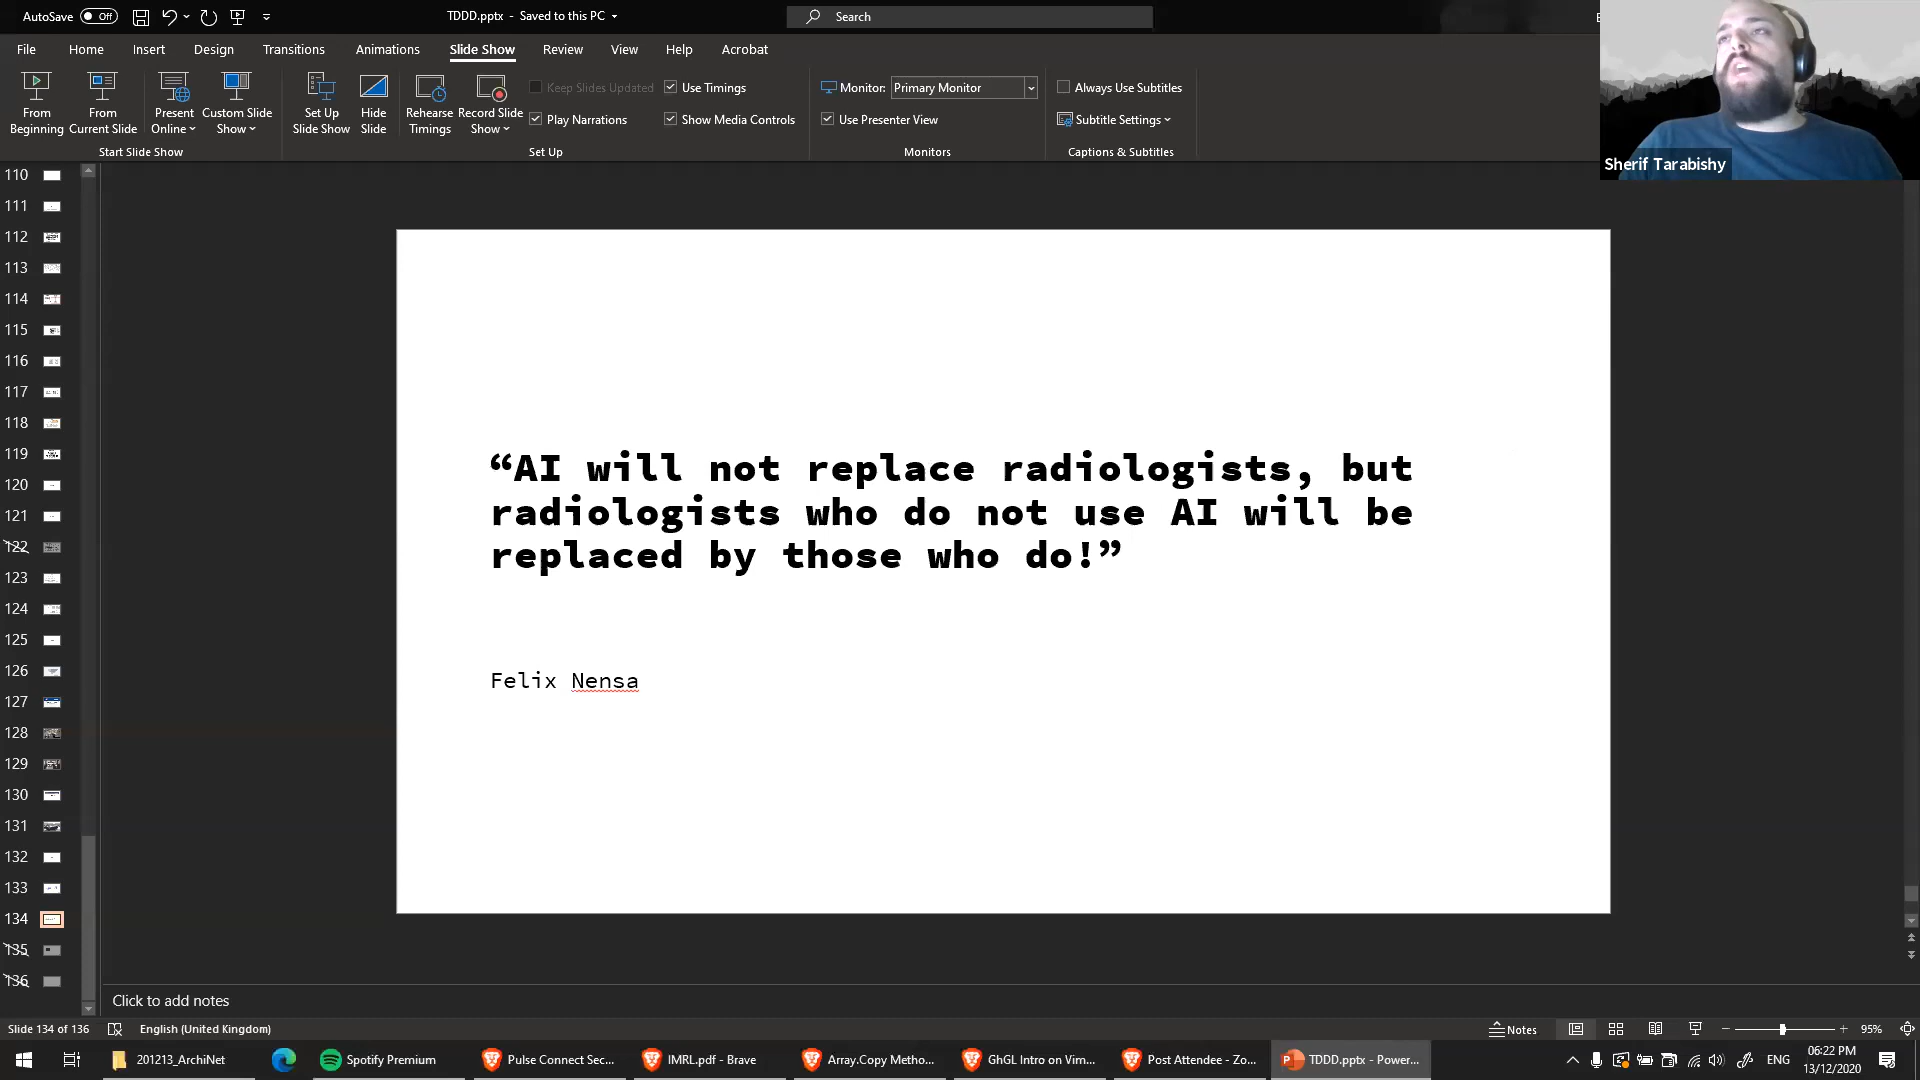 AutoSave Off TDDD.pptx - Saved to this PC Search
File Home Insert Design Transitions Animations Slide Show Review View Help Acrobat
From Beginning
From Current Slide
Present Online
Custom Slide Show
Set Up Slide Show
Hide Slide
Rehearse Timings
Record Slide Show
Keep Slides Updated
Play Narrations
Use Timings
Show Media Controls
Monitor: Primary Monitor
Use Presenter View
Always Use Subtitles
Subtitle Settings
Start Slide Show
Set Up
Monitors
Captions & Subtitles
Sherif Tarabishy
110
111
112
113
114
115
116
117
118
119
120
121
122
123
124
125
126
127
128
129
130
131
132
133
134
135
136
“AI will not replace radiologists, but
radiologists who do not use AI will be
replaced by those who do!”
Felix Nensa
Click to add notes
Slide 134 of 136 English (United Kingdom) Notes 95%
201213_ArchiNet Spotify Premium Pulse Connect Sec... IMRL.pdf - Brave Array.Copy Metho... GhGL Intro on Vim... Post Attendee - Zo... TDDD.pptx - Power... ENG
06:22 PM
13/12/2020